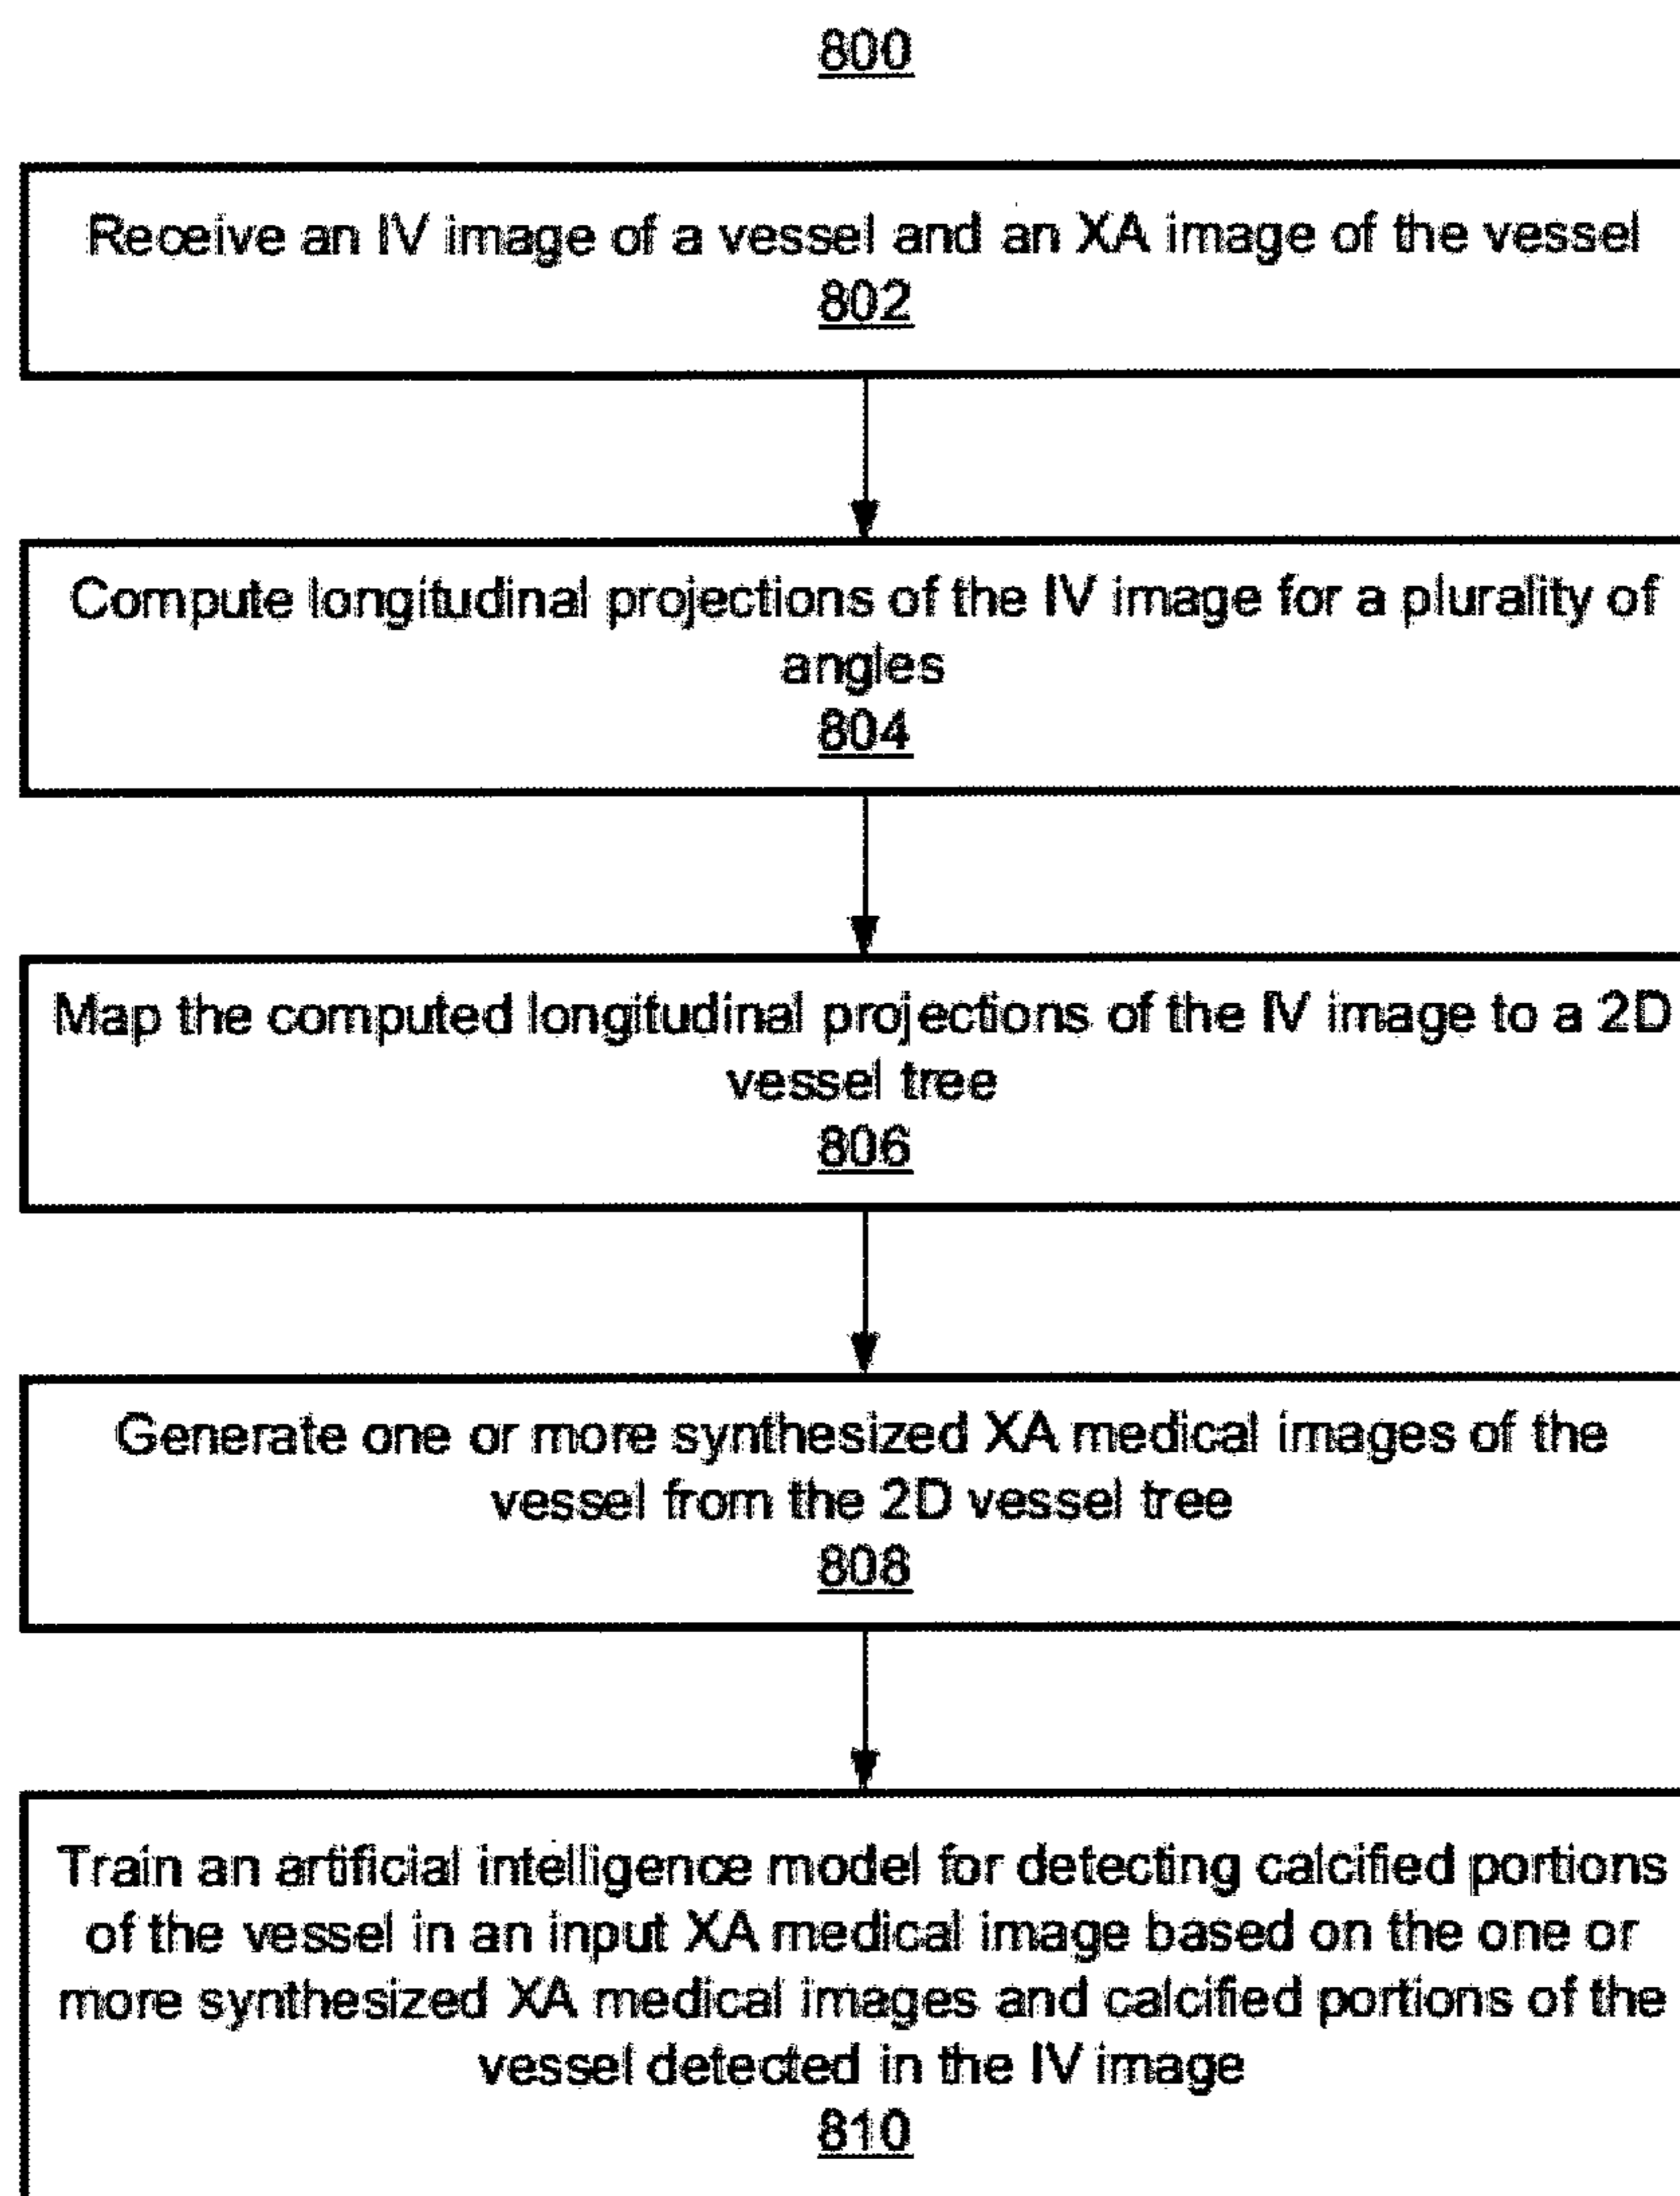 800
Receive an IV image of a vessel and an XA image of the vessel
802
Compute longitudinal projections of the IV image for a plurality of
angles
804
Map the computed longitudinal projections of the IV image to a 2D
vessel tree
806
Generate one or more synthesized XA medical images of the
vessel from the 2D vessel tree
808
Train an artificial intelligence model for detecting calcified portions
of the vessel in an input XA medical image based on the one or
more synthesized XA medical images and calcified portions of the
vessel detected in the IV image
810